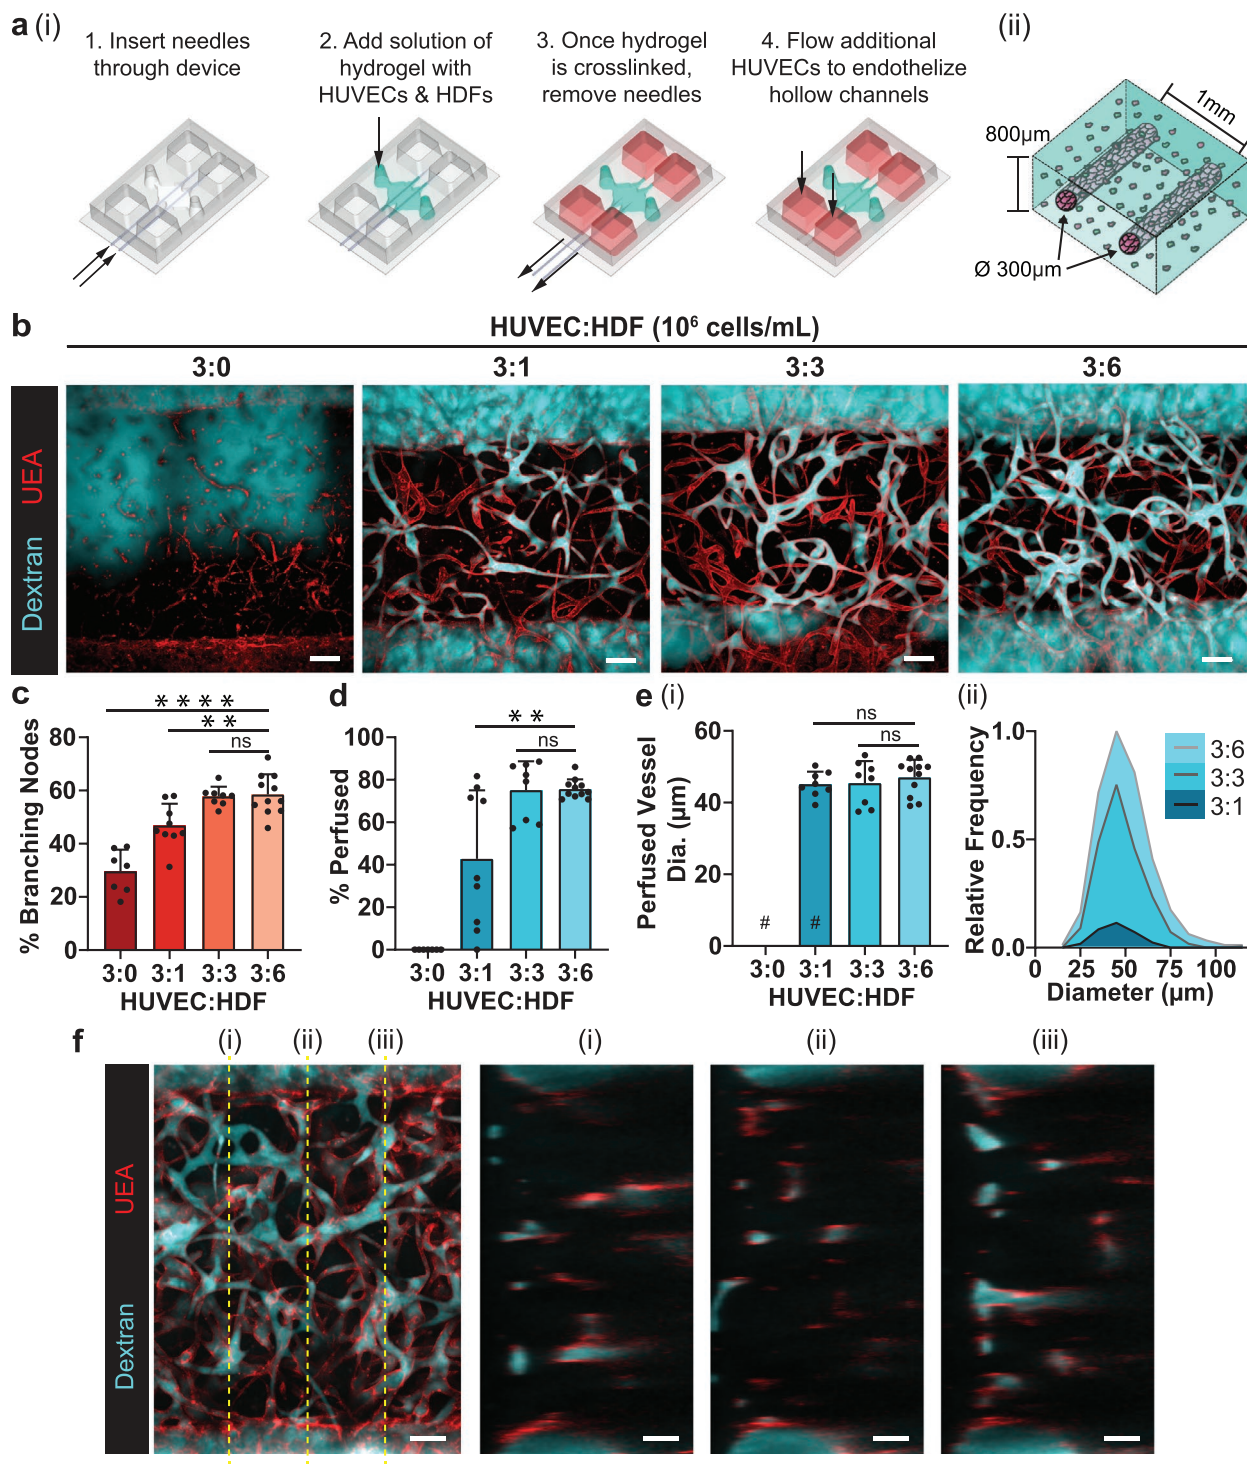 a (i)
1. Insert needles
through device
2. Add solution of
hydrogel with
HUVECs & HDFs
3. Once hydrogel
is crosslinked,
remove needles
4. Flow additional
HUVECs to endothelize
hollow channels
(ii)
1mm
800μm
Ø 300μm
b
HUVEC:HDF (10⁶ cells/mL)
3:0 3:1 3:3 3:6
Dextran UEA
c
% Branching Nodes
80
60
40
20
0
* * * *
* *
ns
3:0 3:1 3:3 3:6
HUVEC:HDF
d
% Perfused
100
80
60
40
20
0
* *
ns
3:0 3:1 3:3 3:6
HUVEC:HDF
e (i)
Perfused Vessel
Dia. (μm)
60
40
20
0
ns
ns
# #
3:0 3:1 3:3 3:6
HUVEC:HDF
(ii)
Relative Frequency
1.0
0.5
0.0
3:6
3:3
3:1
0 25 50 75 100
Diameter (μm)
f
(i) (ii) (iii) (i) (ii) (iii)
Dextran UEA